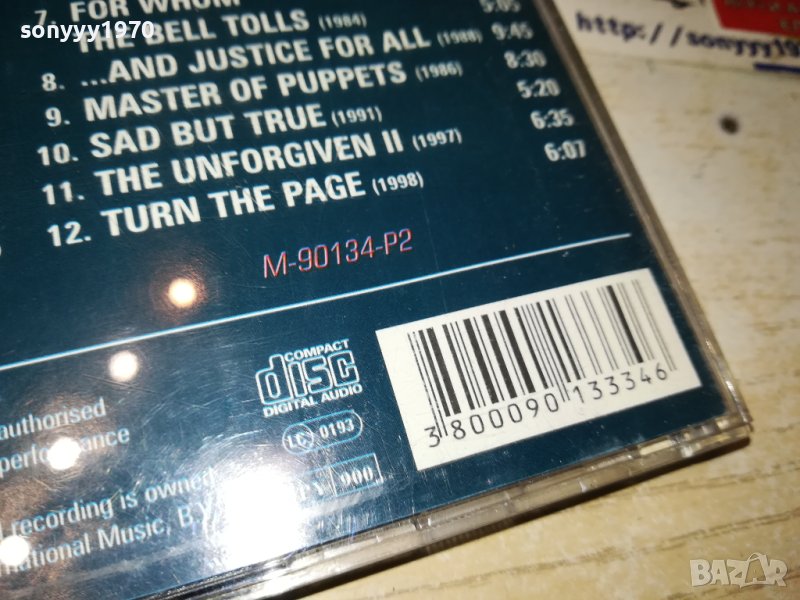 sonyyy1970
http://sonyyy1970
7. FOR WHOM
THE BELL TOLLS (1984) 5:05
8. ...AND JUSTICE FOR ALL (1988) 9:45
9. MASTER OF PUPPETS (1986) 8:30
10. SAD BUT TRUE (1991) 5:20
11. THE UNFORGIVEN II (1997) 6:35
12. TURN THE PAGE (1998) 6:07
M-90134-P2
COMPACT
disc
DIGITAL AUDIO
LC 0193
900
3 800090 133346
authorised
recording is owned
Music, B.V.
BAZAR